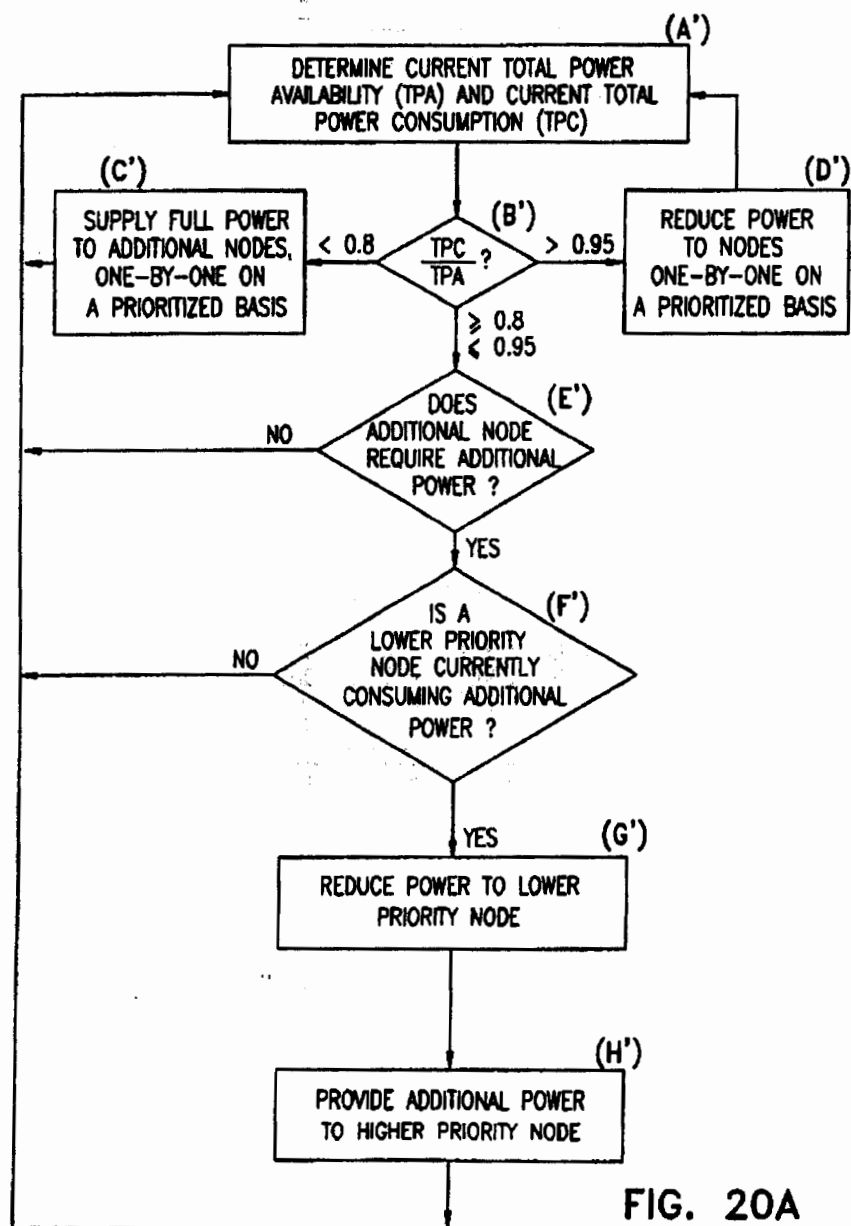 (A')
DETERMINE CURRENT TOTAL POWER
AVAILABILITY (TPA) AND CURRENT TOTAL
POWER CONSUMPTION (TPC)
(C')
SUPPLY FULL POWER
TO ADDITIONAL NODES,
ONE-BY-ONE ON
A PRIORITIZED BASIS
< 0.8
(B')
TPC
TPA
?
> 0.95
(D')
REDUCE POWER
TO NODES
ONE-BY-ONE ON
A PRIORITIZED BASIS
⩾ 0.8
⩽ 0.95
(E')
DOES
ADDITIONAL NODE
REQUIRE ADDITIONAL
POWER ?
NO
YES
(F')
IS A
LOWER PRIORITY
NODE CURRENTLY
CONSUMING ADDITIONAL
POWER ?
NO
YES
(G')
REDUCE POWER TO LOWER
PRIORITY NODE
(H')
PROVIDE ADDITIONAL POWER
TO HIGHER PRIORITY NODE
FIG. 20A